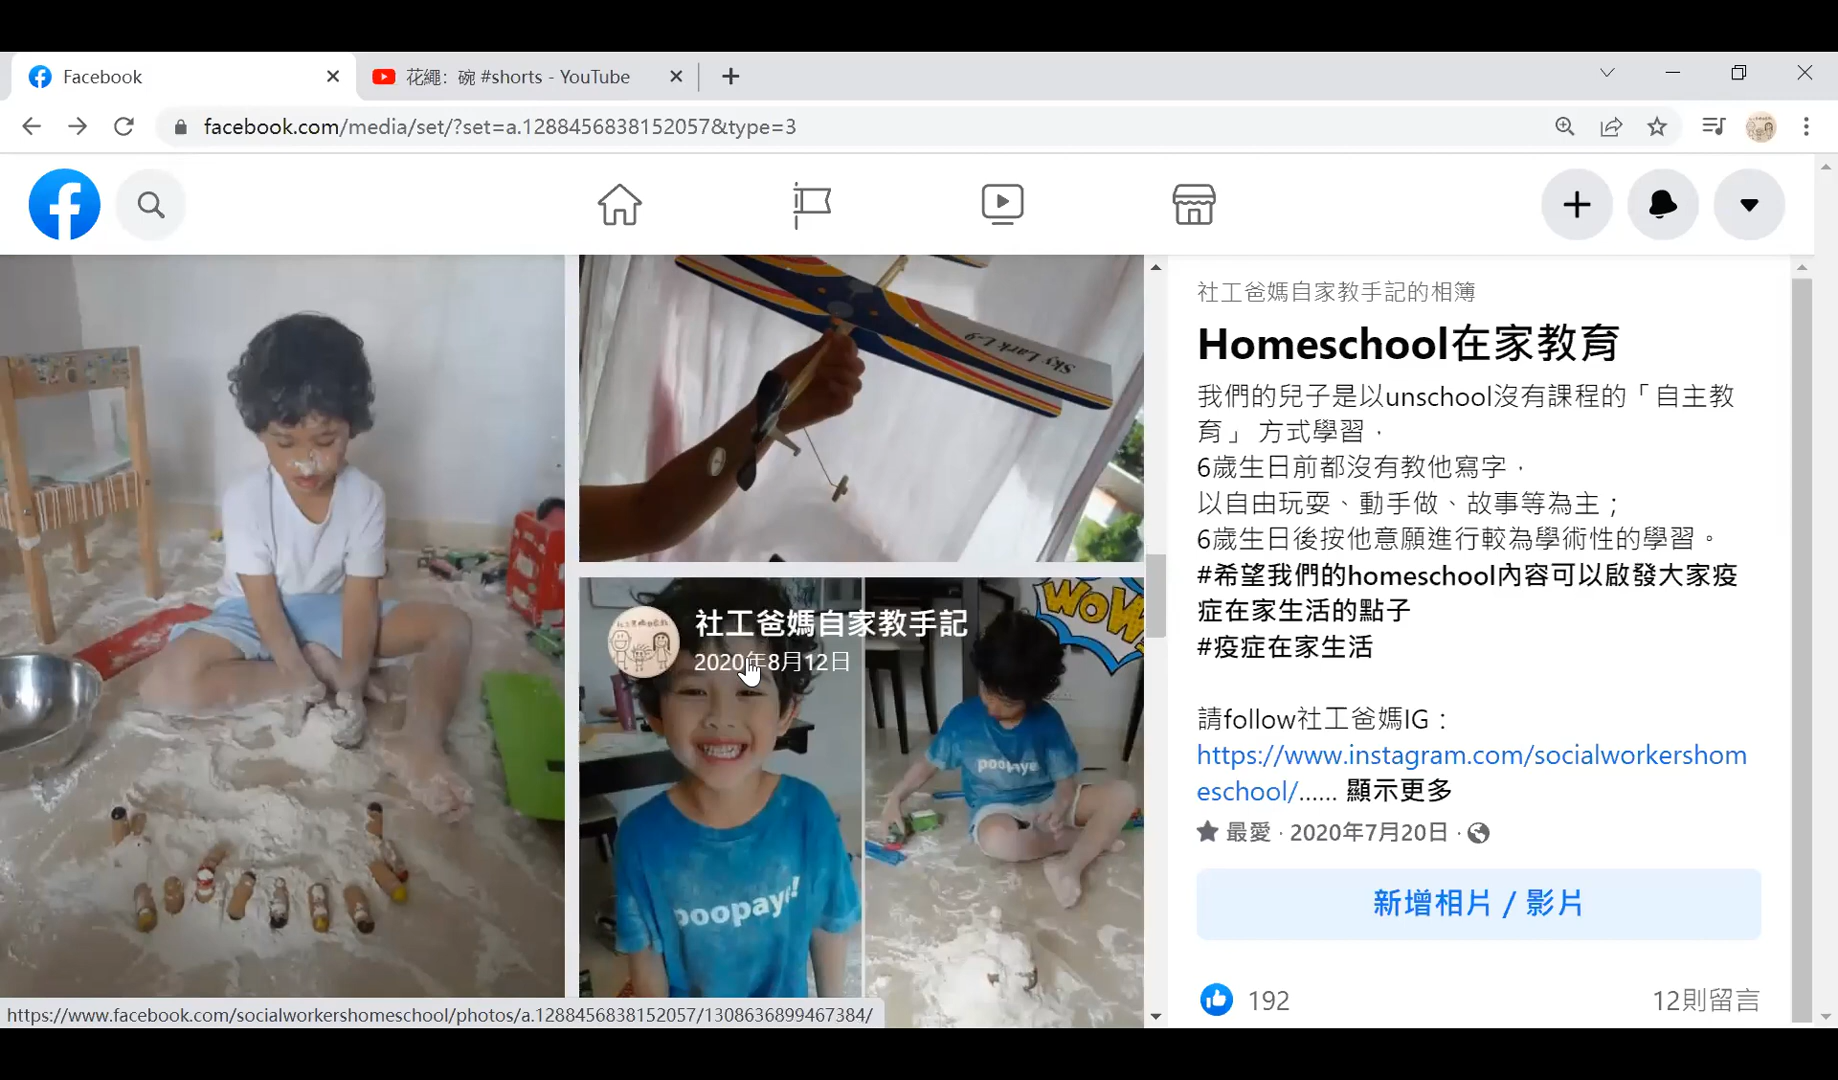 Facebook
花繩：碗 #shorts - YouTube
facebook.com/media/set/?set=a.1288456838152057&type=3
Sky Lark L-9
社工爸媽自家教手記
2020年8月12日
WOW
poopaye!
poopaye!
社工爸媽自家教手記的相簿
Homeschool在家教育
我們的兒子是以unschool沒有課程的「自主教
育」 方式學習，
6歲生日前都沒有教他寫字，
以自由玩耍、動手做、故事等為主；
6歲生日後按他意願進行較為學術性的學習。
#希望我們的homeschool內容可以啟發大家疫
症在家生活的點子
#疫症在家生活
請follow社工爸媽IG：
https://www.instagram.com/socialworkershom
eschool/...... 顯示更多
最愛 · 2020年7月20日 ·
新增相片 / 影片
192
12則留言
https://www.facebook.com/socialworkershomeschool/photos/a.1288456838152057/1308636899467384/